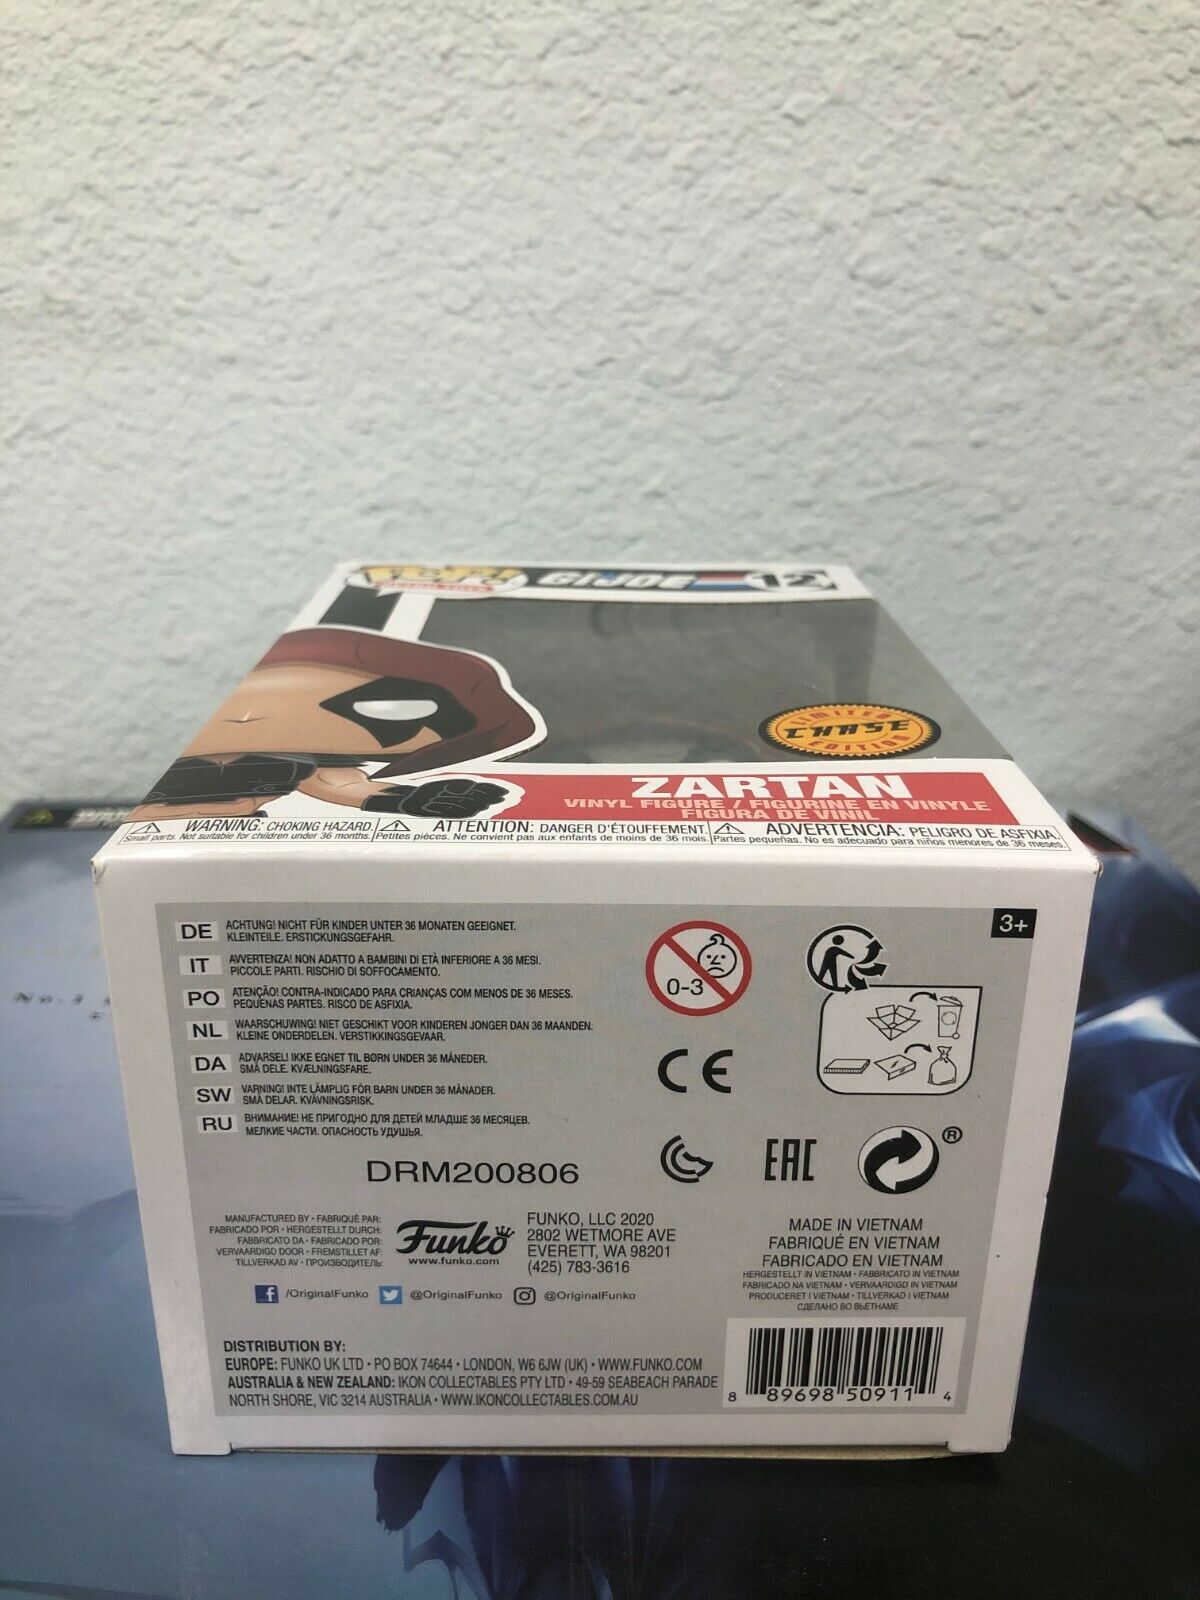 POP!
GI JOE
12
LIMITED
CHASE
EDITION
ZARTAN
VINYL FIGURE / FIGURINE EN VINYLE
FIGURA DE VINIL
WARNING: CHOKING HAZARD.
Small parts. Not suitable for children under 36 months.
ATTENTION: DANGER D'ÉTOUFFEMENT.
Petites pièces. Ne convient pas aux enfants de moins de 36 mois.
ADVERTENCIA: PELIGRO DE ASFIXIA.
Partes pequeñas. No es adecuado para niños menores de 36 meses.
3+
DE ACHTUNG! NICHT FÜR KINDER UNTER 36 MONATEN GEEIGNET.
KLEINTEILE. ERSTICKUNGSGEFAHR.
IT AVVERTENZA! NON ADATTO A BAMBINI DI ETÀ INFERIORE A 36 MESI.
PICCOLE PARTI. RISCHIO DI SOFFOCAMENTO.
PO ATENÇÃO! CONTRA-INDICADO PARA CRIANÇAS COM MENOS DE 36 MESES.
PEQUENAS PARTES. RISCO DE ASFIXIA.
NL WAARSCHUWING! NIET GESCHIKT VOOR KINDEREN JONGER DAN 36 MAANDEN.
KLEINE ONDERDELEN. VERSTIKKINGSGEVAAR.
DA ADVARSEL! IKKE EGNET TIL BØRN UNDER 36 MÅNEDER.
SMÅ DELE. KVÆLNINGSFARE.
SW VARNING! INTE LÄMPLIG FÖR BARN UNDER 36 MÅNADER.
SMÅ DELAR. KVÄVNINGSRISK.
RU ВНИМАНИЕ! НЕ ПРИГОДНО ДЛЯ ДЕТЕЙ МЛАДШЕ 36 МЕСЯЦЕВ.
МЕЛКИЕ ЧАСТИ. ОПАСНОСТЬ УДУШЬЯ.
0-3
CE
EAC
®
DRM200806
MANUFACTURED BY • FABRIQUÉ PAR:
FABRICADO POR • HERGESTELLT DURCH:
FABBRICATO DA • FABRICADO POR:
VERVAARDIGD DOOR • FREMSTILLET AF:
TILLVERKAD AV • ПРОИЗВОДИТЕЛЬ:
Funko
www.funko.com
FUNKO, LLC 2020
2802 WETMORE AVE
EVERETT, WA 98201
(425) 783-3616
/OriginalFunko @OriginalFunko @OriginalFunko
MADE IN VIETNAM
FABRIQUÉ EN VIETNAM
FABRICADO EN VIETNAM
HERGESTELLT IN VIETNAM • FABBRICATO IN VIETNAM
FABRICADO NA VIETNAM • VERVAARDIGD IN VIETNAM
PRODUCERET I VIETNAM • TILLVERKAD I VIETNAM
СДЕЛАНО ВО ВЬЕТНАМЕ
DISTRIBUTION BY:
EUROPE: FUNKO UK LTD • PO BOX 74644 • LONDON, W6 6JW (UK) • WWW.FUNKO.COM
AUSTRALIA & NEW ZEALAND: IKON COLLECTABLES PTY LTD • 49-59 SEABEACH PARADE
NORTH SHORE, VIC 3214 AUSTRALIA • WWW.IKONCOLLECTABLES.COM.AU
8 89698 50911 4